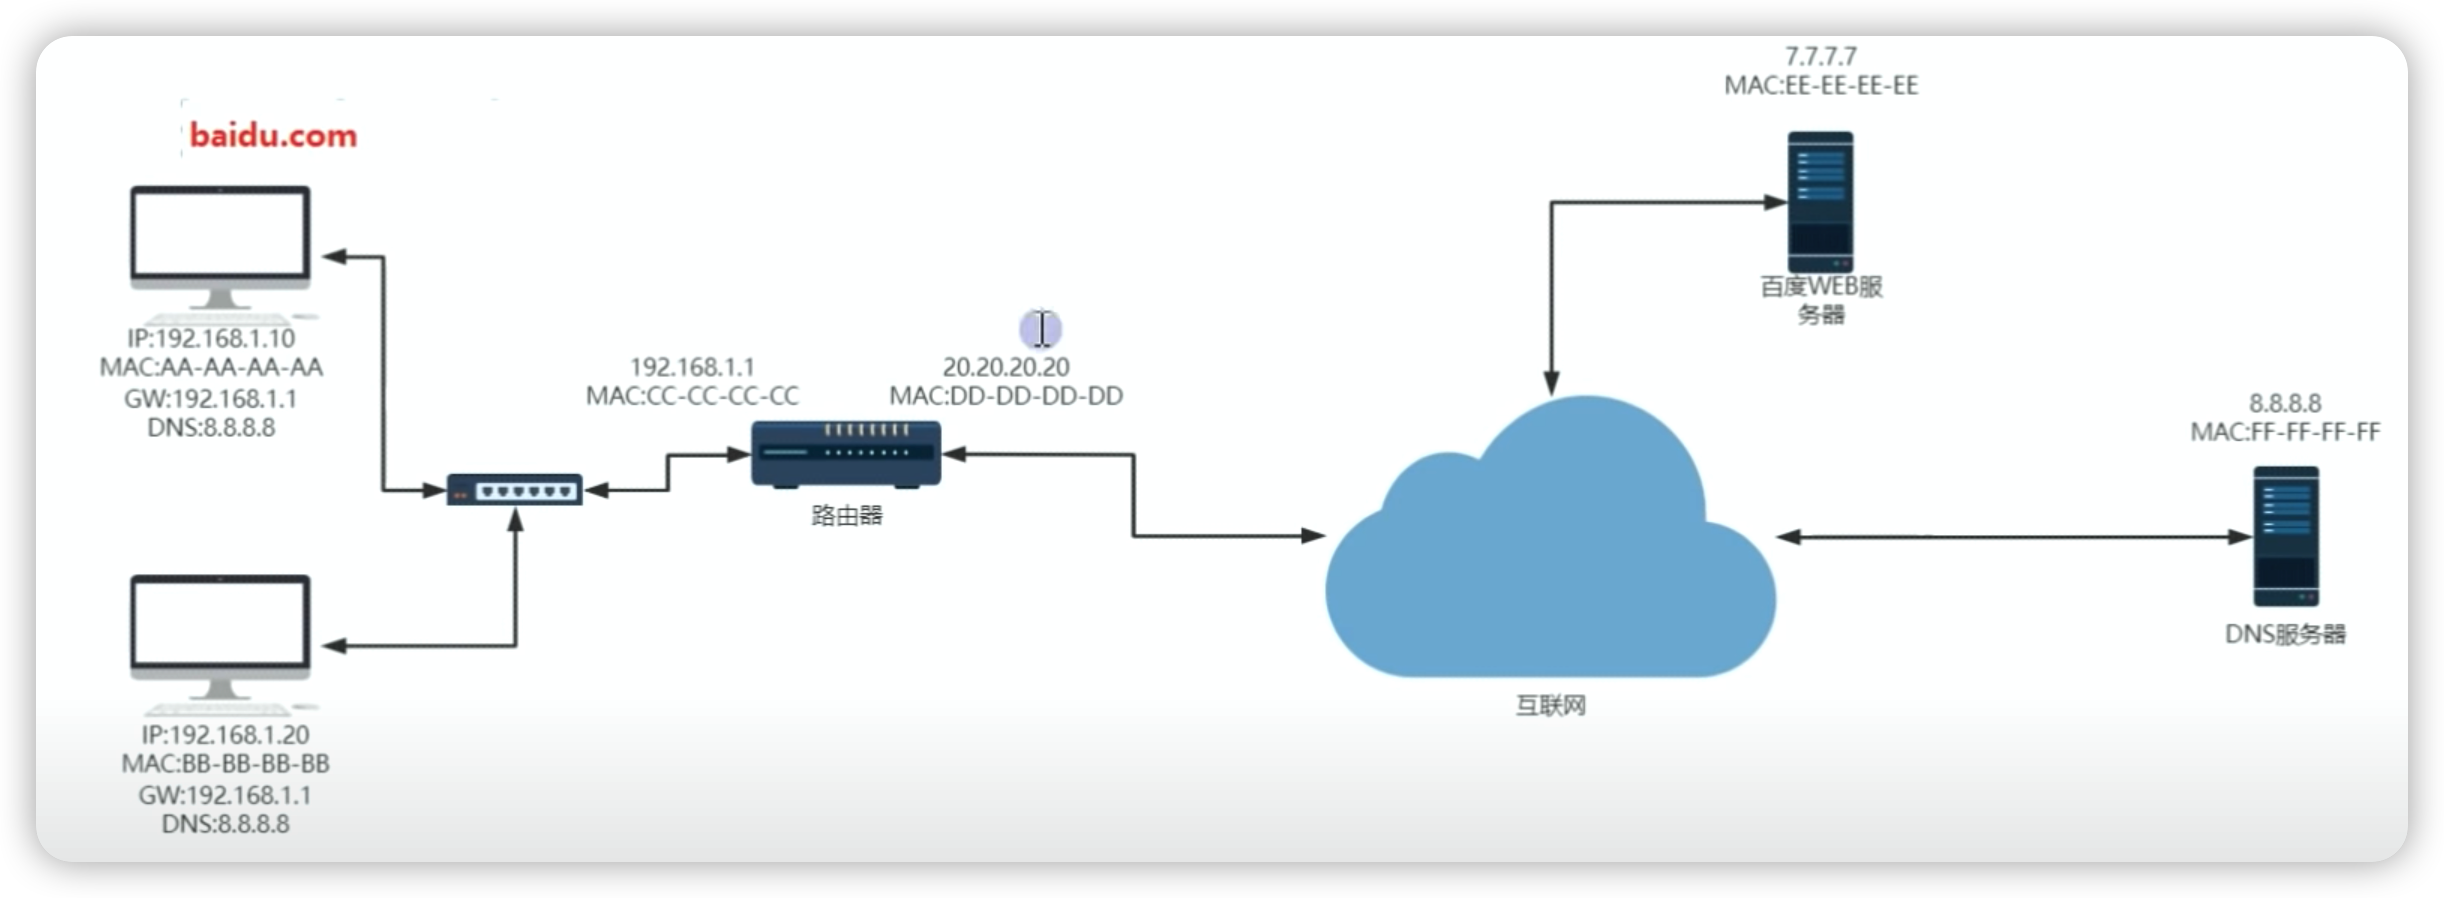 baidu.com
IP:192.168.1.10
MAC:AA-AA-AA-AA
GW:192.168.1.1
DNS:8.8.8.8
IP:192.168.1.20
MAC:BB-BB-BB-BB
GW:192.168.1.1
DNS:8.8.8.8
192.168.1.1
MAC:CC-CC-CC-CC
20.20.20.20
MAC:DD-DD-DD-DD
路由器
互联网
7.7.7.7
MAC:EE-EE-EE-EE
百度WEB服
务器
8.8.8.8
MAC:FF-FF-FF-FF
DNS服务器